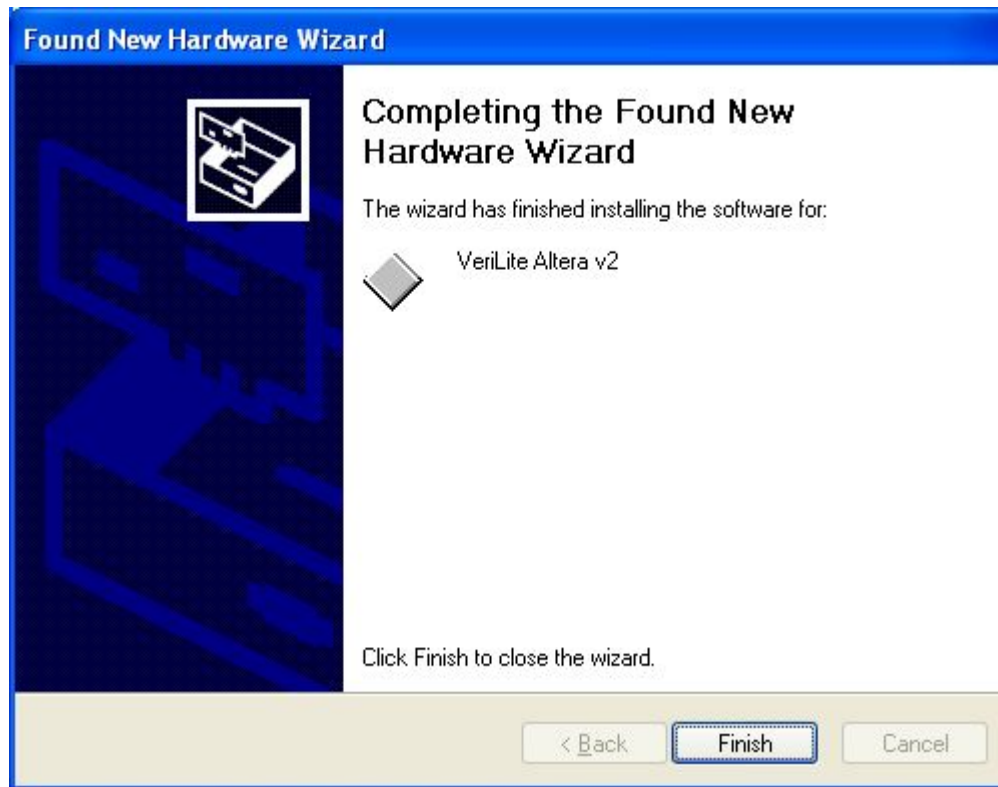 Found New Hardware Wizard
Completing the Found New
Hardware Wizard
The wizard has finished installing the software for:
VeriLite Altera v2
Click Finish to close the wizard.
< Back
Finish
Cancel